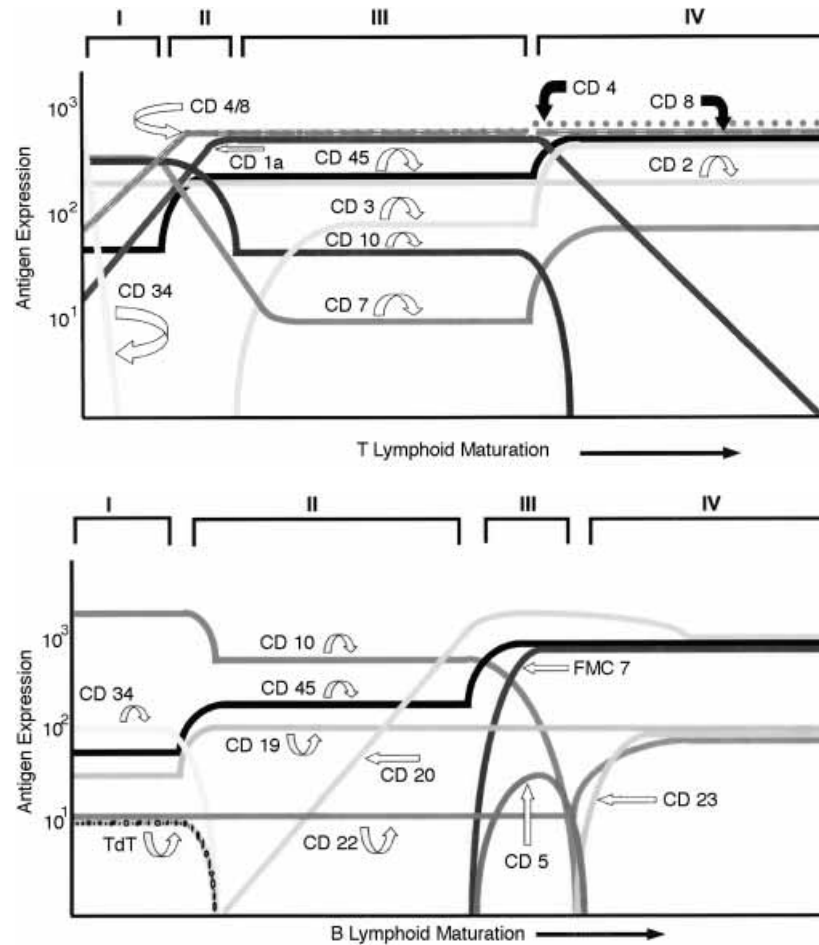 I II III IV
10³
CD 4/8
CD 4
CD 8
CD 1a
CD 45
CD 2
10²
CD 3
CD 10
CD 34
CD 7
10¹
Antigen Expression
T Lymphoid Maturation
I II III IV
10³
CD 10
FMC 7
CD 34
CD 45
10²
CD 19
CD 20
CD 23
10¹
TdT
CD 22
CD 5
Antigen Expression
B Lymphoid Maturation